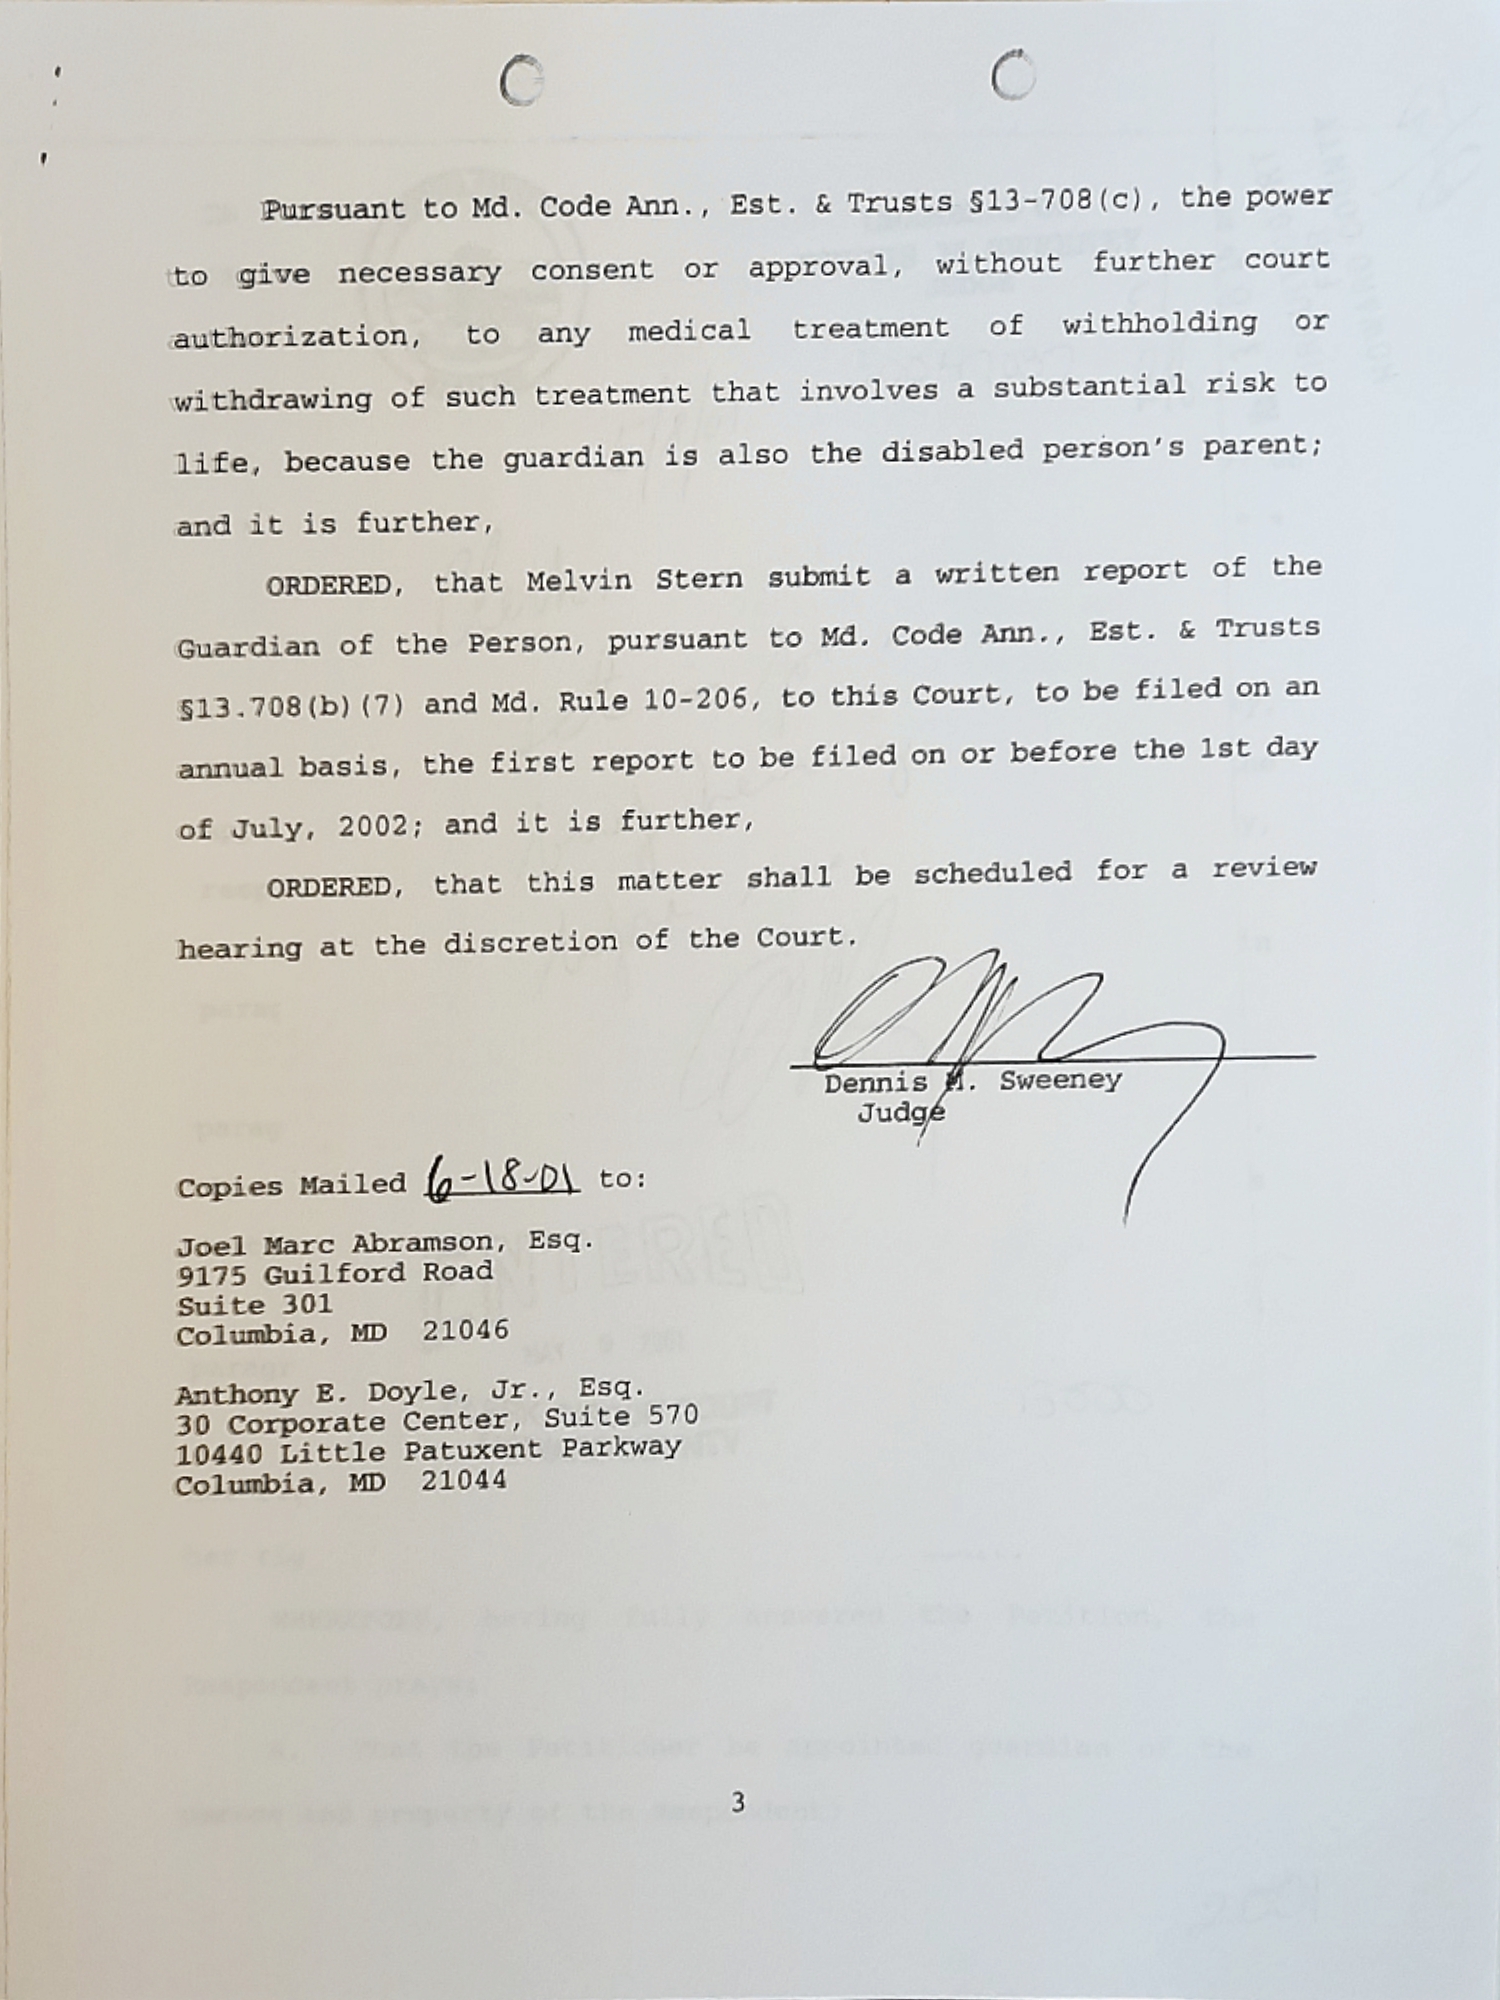 Pursuant to Md. Code Ann., Est. & Trusts §13-708(c), the power
to give necessary consent or approval, without further court
authorization, to any medical treatment of withholding or
withdrawing of such treatment that involves a substantial risk to
life, because the guardian is also the disabled person's parent;
and it is further,
ORDERED, that Melvin Stern submit a written report of the
Guardian of the Person, pursuant to Md. Code Ann., Est. & Trusts
§13.708(b)(7) and Md. Rule 10-206, to this Court, to be filed on an
annual basis, the first report to be filed on or before the 1st day
of July, 2002; and it is further,
ORDERED, that this matter shall be scheduled for a review
hearing at the discretion of the Court.
Dennis M. Sweeney
Judge
Copies Mailed 6-18-01 to:
Joel Marc Abramson, Esq.
9175 Guilford Road
Suite 301
Columbia, MD 21046
Anthony E. Doyle, Jr., Esq.
30 Corporate Center, Suite 570
10440 Little Patuxent Parkway
Columbia, MD 21044
3